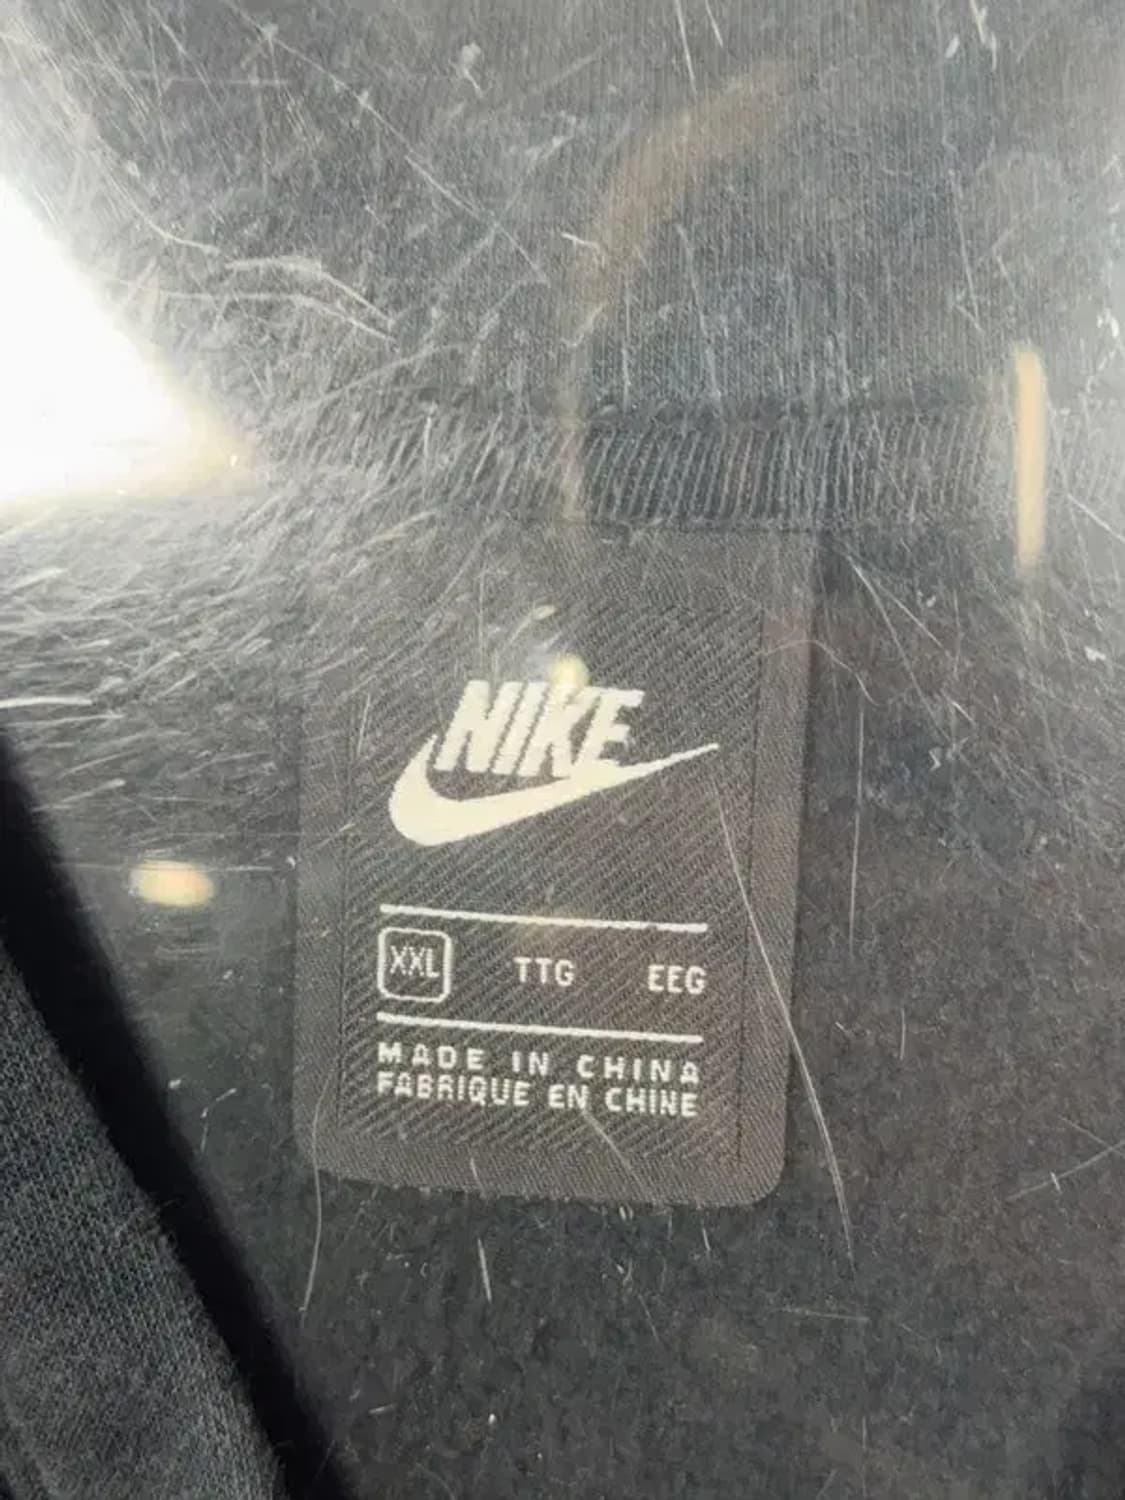 NIKE
XXL TTG EEG
MADE IN CHINA
FABRIQUE EN CHINE